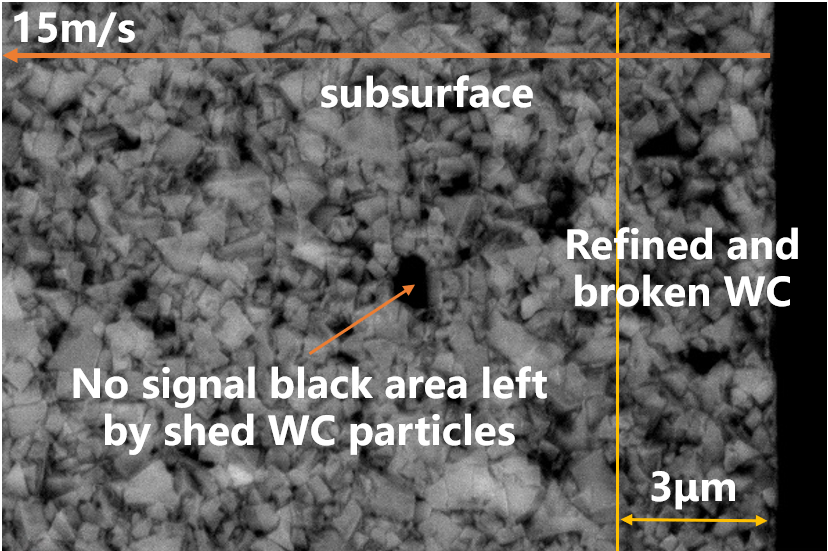 15m/s
subsurface
Refined and
broken WC
No signal black area left
by shed WC particles
3μm